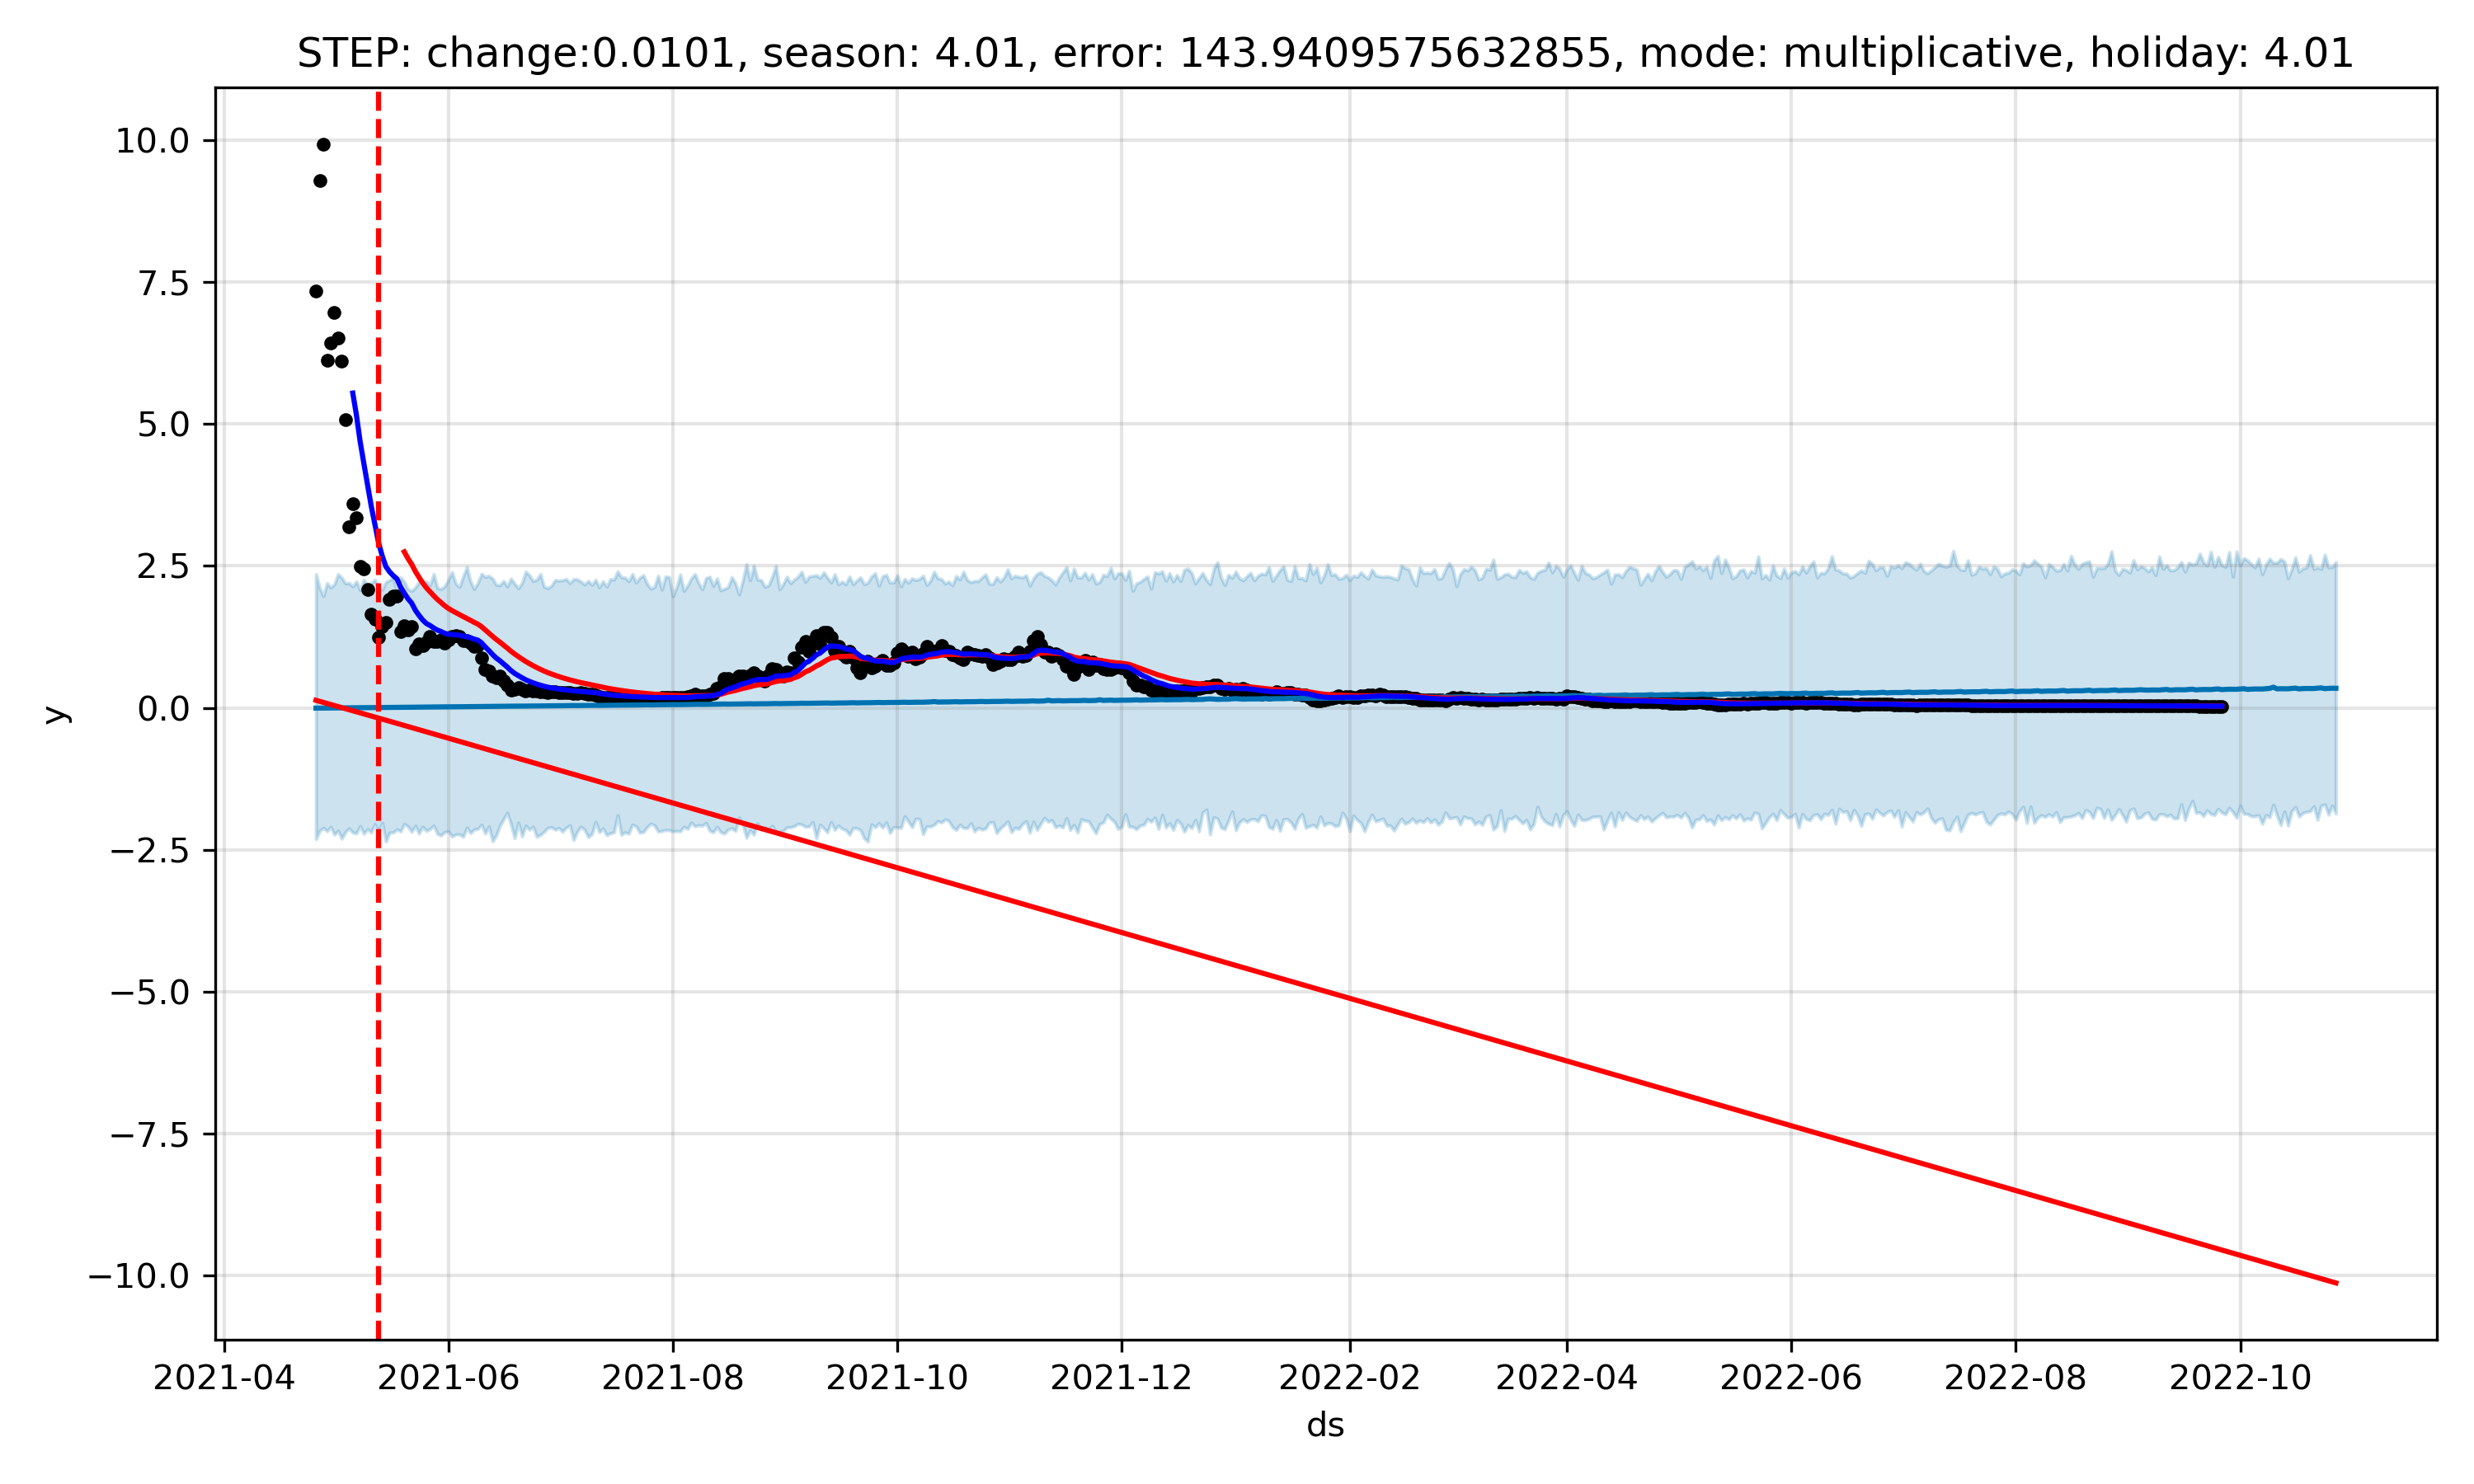 STEP: change:0.0101, season: 4.01, error: 143.9409575632855, mode: multiplicative, holiday: 4.01
10.0
7.5
5.0
2.5
0.0
−2.5
−5.0
−7.5
−10.0
y
2021-04 2021-06 2021-08 2021-10 2021-12 2022-02 2022-04 2022-06 2022-08 2022-10
ds